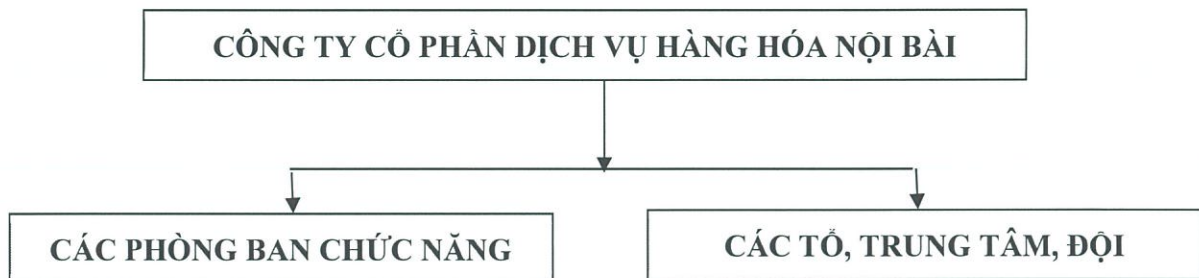 CÔNG TY CỔ PHẦN DỊCH VỤ HÀNG HÓA NỘI BÀI
CÁC PHÒNG BAN CHỨC NĂNG
CÁC TỔ, TRUNG TÂM, ĐỘI